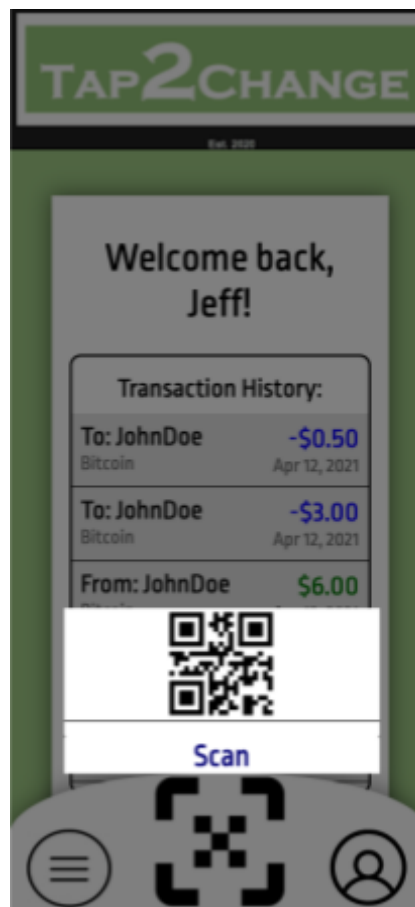 TAP2CHANGE
Est. 2020
Welcome back,
Jeff!
Transaction History:
To: JohnDoe -$0.50
Bitcoin Apr 12, 2021
To: JohnDoe -$3.00
Bitcoin Apr 12, 2021
From: JohnDoe $6.00
Scan